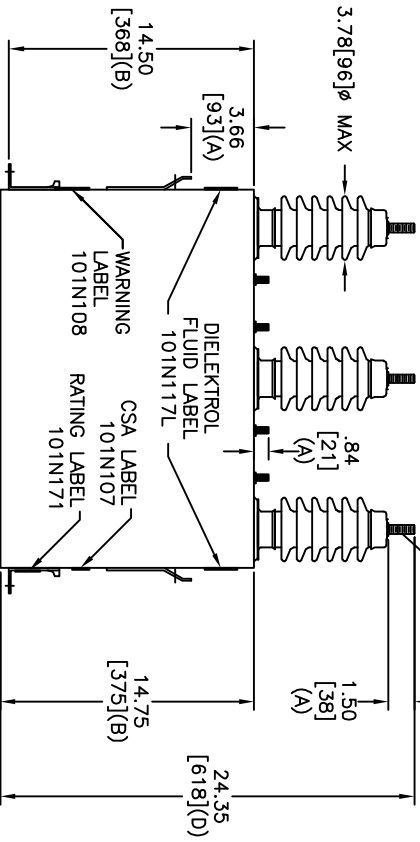 3.78[96]ø MAX
14.50
[368](B)
3.66
[93](A)
WARNING
LABEL
101N108
DIELEKTROL
FLUID LABEL
101N117L
.84
[21]
(A)
CSA LABEL
101N107
RATING LABEL
101N171
1.50
[38]
(A)
14.75
[375](B)
24.35
[618](D)